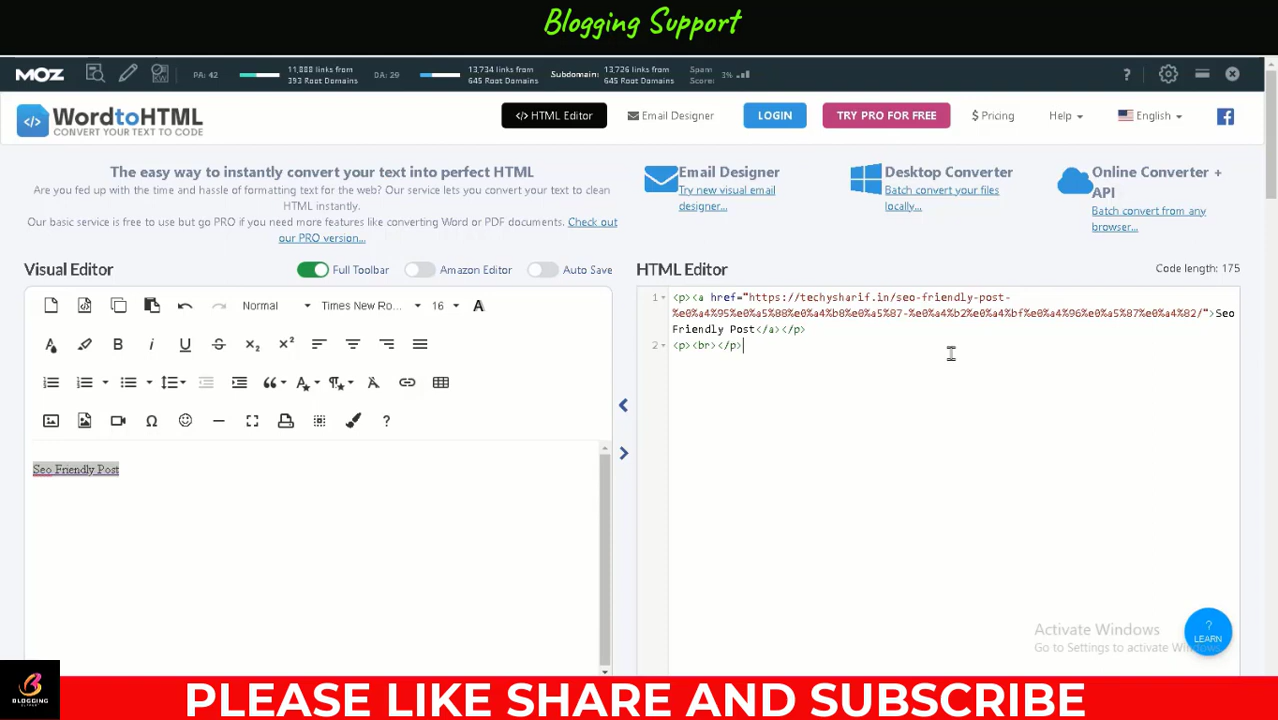 Blogging Support
MOZ
PA: 42
11,888 links from
393 Root Domains
DA: 29
13,734 links from
645 Root Domains
Subdomain:
13,726 links from
645 Root Domains
Spam
Score:
3%
?
WordtoHTML
CONVERT YOUR TEXT TO CODE
</> HTML Editor
Email Designer
LOGIN
TRY PRO FOR FREE
$ Pricing
Help
English
The easy way to instantly convert your text into perfect HTML
Are you fed up with the time and hassle of formatting text for the web? Our service lets you convert your text to clean
HTML instantly.
Our basic service is free to use but go PRO if you need more features like converting Word or PDF documents. Check out
our PRO version...
Email Designer
Try new visual email
designer...
Desktop Converter
Batch convert your files
locally...
Online Converter +
API
Batch convert from any
browser...
Visual Editor
Full Toolbar
Amazon Editor
Auto Save
HTML Editor
Code length: 175
Normal
Times New Ro...
16
Seo Friendly Post
1
<p><a href="https://techysharif.in/seo-friendly-post-
%e0%a4%95%e0%a5%88%e0%a4%b8%e0%a5%87-%e0%a4%b2%e0%a4%bf%e0%a4%96%e0%a5%87%e0%a4%82/">Seo
Friendly Post</a></p>
2
<p><br></p>
Activate Windows
Go to Settings to activate Windows
?
LEARN
BLOGGING
PLEASE LIKE SHARE AND SUBSCRIBE